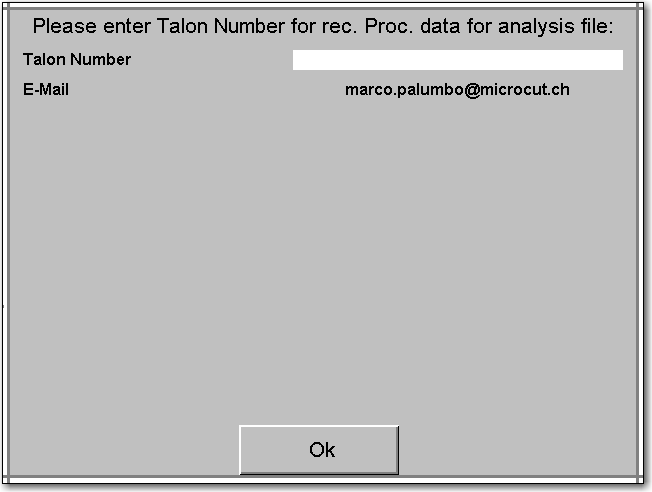 Please enter Talon Number for rec. Proc. data for analysis file:
Talon Number
E-Mail marco.palumbo@microcut.ch
Ok